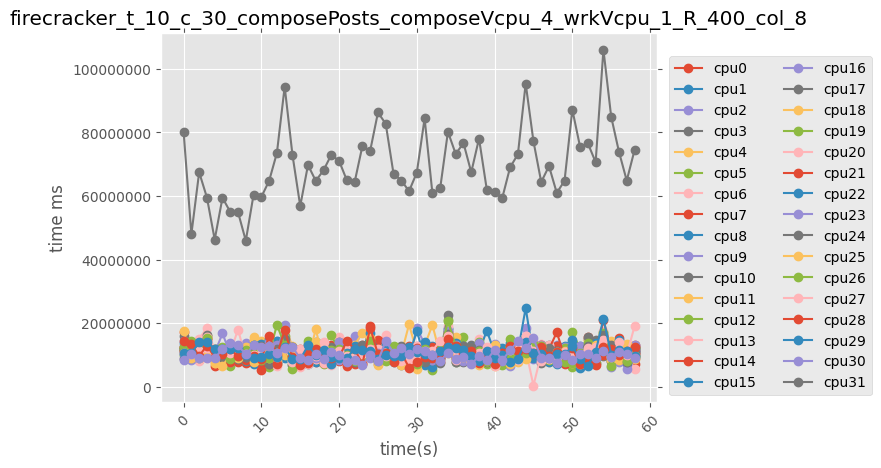 firecracker_t_10_c_30_composePosts_composeVcpu_4_wrkVcpu_1_R_400_col_8
time ms
100000000
80000000
60000000
40000000
20000000
0
0
10
20
30
40
50
60
time(s)
cpu0
cpu1
cpu2
cpu3
cpu4
cpu5
cpu6
cpu7
cpu8
cpu9
cpu10
cpu11
cpu12
cpu13
cpu14
cpu15
cpu16
cpu17
cpu18
cpu19
cpu20
cpu21
cpu22
cpu23
cpu24
cpu25
cpu26
cpu27
cpu28
cpu29
cpu30
cpu31